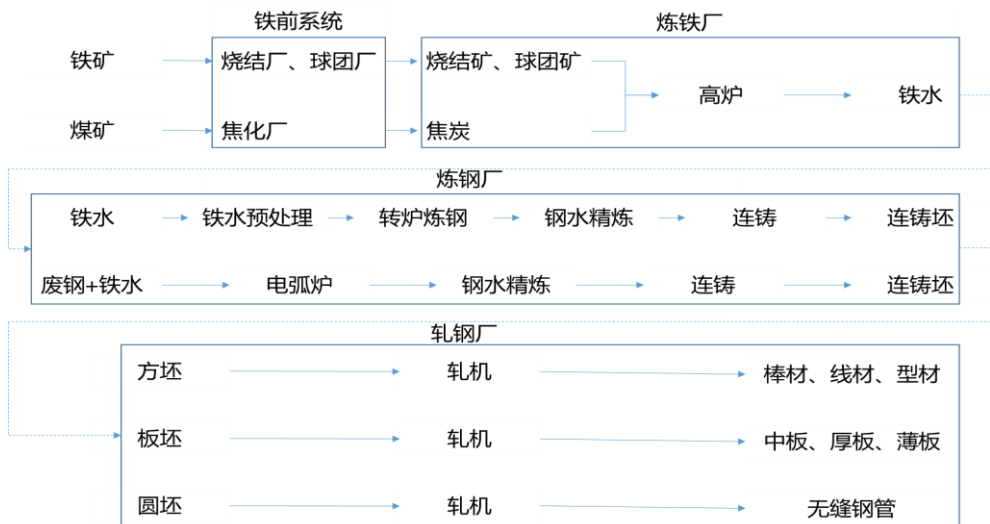 铁前系统 炼铁厂
铁矿 烧结厂、球团厂 烧结矿、球团矿
高炉 铁水
煤矿 焦化厂 焦炭
炼钢厂
铁水 铁水预处理 转炉炼钢 钢水精炼 连铸 连铸坯
废钢+铁水 电弧炉 钢水精炼 连铸 连铸坯
轧钢厂
方坯 轧机 棒材、线材、型材
板坯 轧机 中板、厚板、薄板
圆坯 轧机 无缝钢管